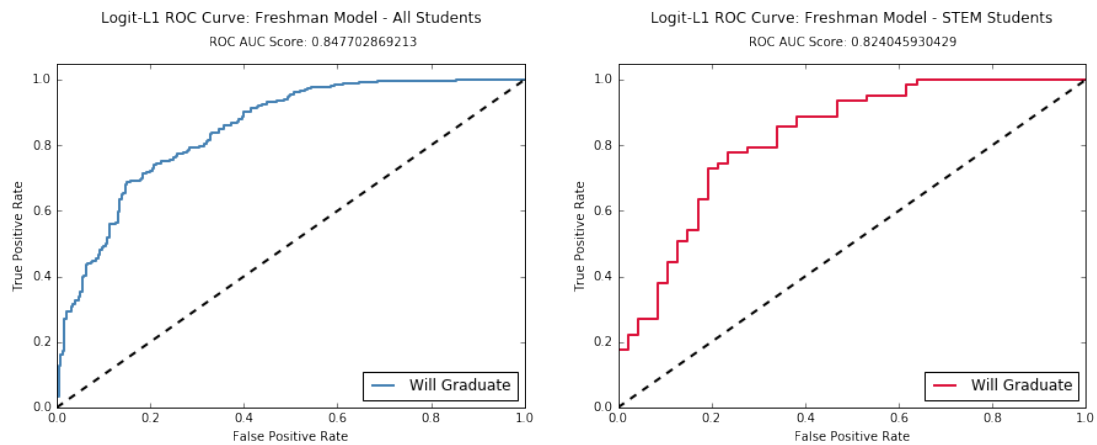 Logit-L1 ROC Curve: Freshman Model - All Students
ROC AUC Score: 0.847702869213
1.0
0.8
0.6
0.4
0.2
0.0
True Positive Rate
Will Graduate
0.0 0.2 0.4 0.6 0.8 1.0
False Positive Rate
Logit-L1 ROC Curve: Freshman Model - STEM Students
ROC AUC Score: 0.824045930429
1.0
0.8
0.6
0.4
0.2
0.0
True Positive Rate
Will Graduate
0.0 0.2 0.4 0.6 0.8 1.0
False Positive Rate